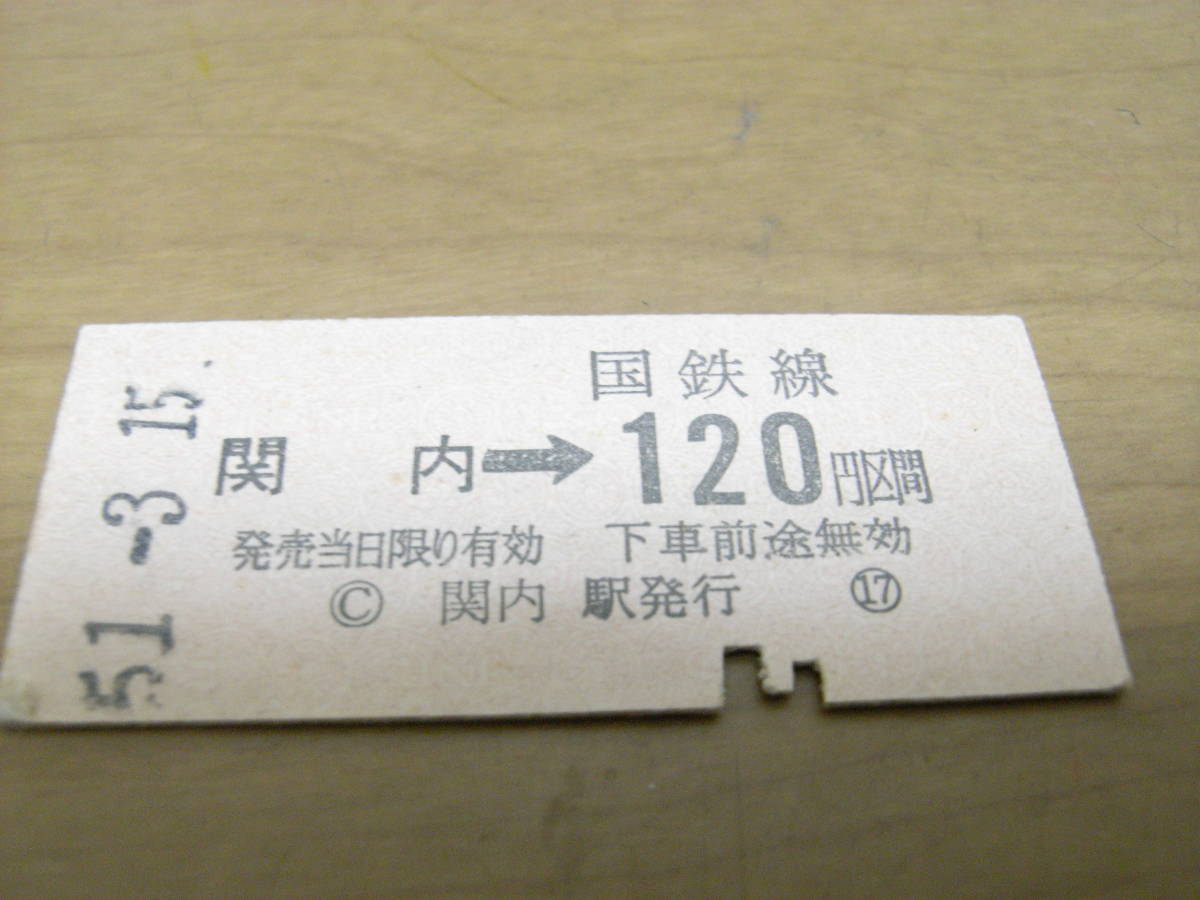 51-3 15.
国鉄線
関内→120円区間
発売当日限り有効 下車前途無効
Ⓒ 関内 駅発行 ⑰